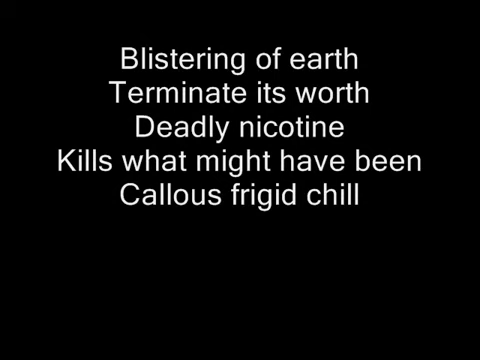 Blistering of earth
Terminate its worth
Deadly nicotine
Kills what might have been
Callous frigid chill